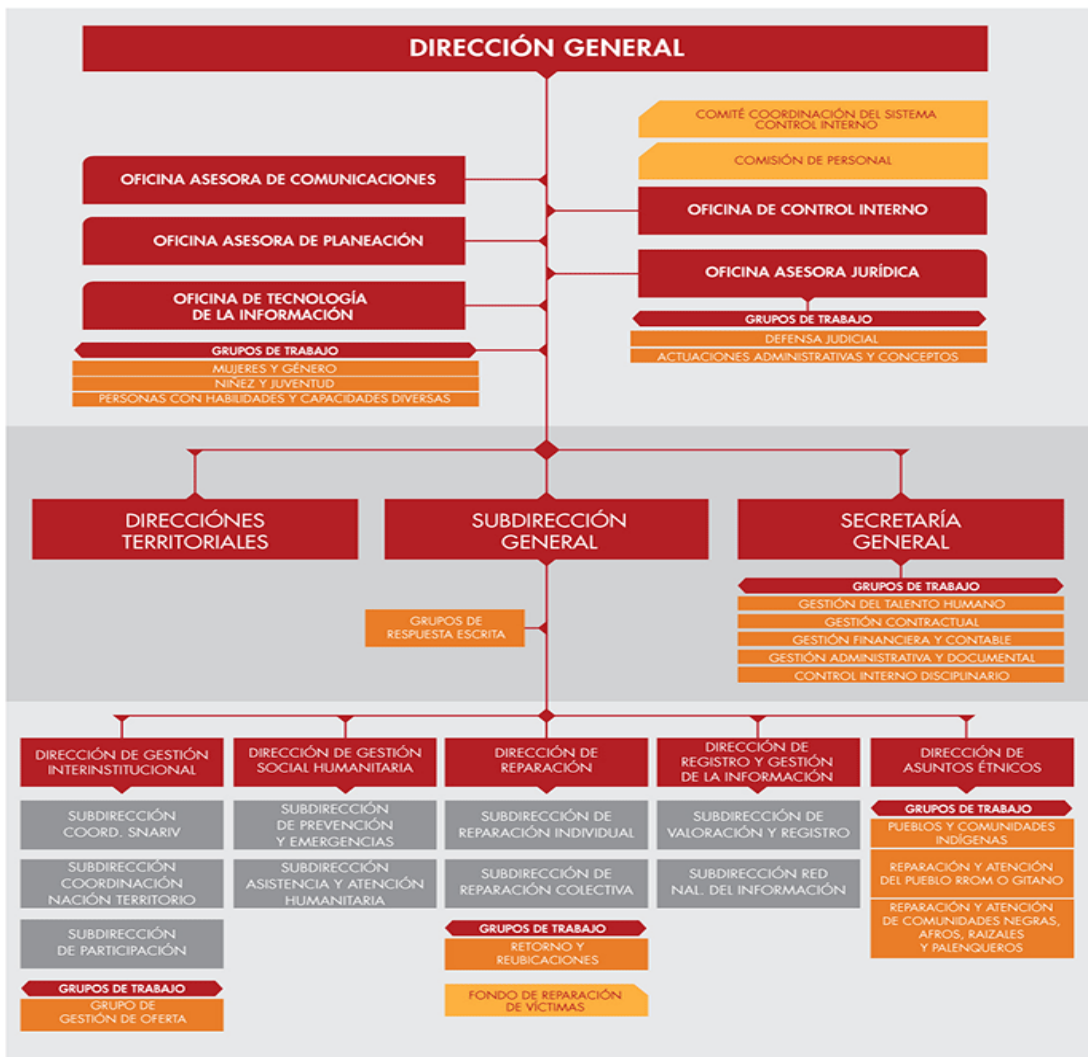 DIRECCIÓN GENERAL
COMITÉ COORDINACIÓN DEL SISTEMA
CONTROL INTERNO
COMISIÓN DE PERSONAL
OFICINA ASESORA DE COMUNICACIONES
OFICINA DE CONTROL INTERNO
OFICINA ASESORA DE PLANEACIÓN
OFICINA ASESORA JURÍDICA
OFICINA DE TECNOLOGÍA
DE LA INFORMACIÓN
GRUPOS DE TRABAJO
DEFENSA JUDICIAL
ACTUACIONES ADMINISTRATIVAS Y CONCEPTOS
GRUPOS DE TRABAJO
MUJERES Y GÉNERO
NIÑEZ Y JUVENTUD
PERSONAS CON HABILIDADES Y CAPACIDADES DIVERSAS
DIRECCIÓNES
TERRITORIALES
SUBDIRECCIÓN
GENERAL
SECRETARÍA
GENERAL
GRUPOS DE TRABAJO
GESTIÓN DEL TALENTO HUMANO
GESTIÓN CONTRACTUAL
GESTIÓN FINANCIERA Y CONTABLE
GESTIÓN ADMINISTRATIVA Y DOCUMENTAL
CONTROL INTERNO DISCIPLINARIO
GRUPOS DE
RESPUESTA ESCRITA
DIRECCIÓN DE GESTIÓN
INTERINSTITUCIONAL
SUBDIRECCIÓN
COORD. SNARIV
SUBDIRECCIÓN
COORDINACIÓN
NACIÓN TERRITORIO
SUBDIRECCIÓN
DE PARTICIPACIÓN
GRUPOS DE TRABAJO
GRUPO DE
GESTIÓN DE OFERTA
DIRECCIÓN DE GESTIÓN
SOCIAL HUMANITARIA
SUBDIRECCIÓN
DE PREVENCIÓN
Y EMERGENCIAS
SUBDIRECCIÓN
ASISTENCIA Y ATENCIÓN
HUMANITARIA
DIRECCIÓN DE
REPARACIÓN
SUBDIRECCIÓN DE
REPARACIÓN INDIVIDUAL
SUBDIRECCIÓN DE
REPARACIÓN COLECTIVA
GRUPOS DE TRABAJO
RETORNO Y
REUBICACIONES
FONDO DE REPARACIÓN
DE VÍCTIMAS
DIRECCIÓN DE
REGISTRO Y GESTIÓN
DE LA INFORMACIÓN
SUBDIRECCIÓN DE
VALORACIÓN Y REGISTRO
SUBDIRECCIÓN RED
NAL. DEL INFORMACIÓN
DIRECCIÓN DE
ASUNTOS ÉTNICOS
GRUPOS DE TRABAJO
PUEBLOS Y COMUNIDADES
INDÍGENAS
REPARACIÓN Y ATENCIÓN
DEL PUEBLO RROM O GITANO
REPARACIÓN Y ATENCIÓN
DE COMUNIDADES NEGRAS,
AFROS, RAIZALES
Y PALENQUEROS